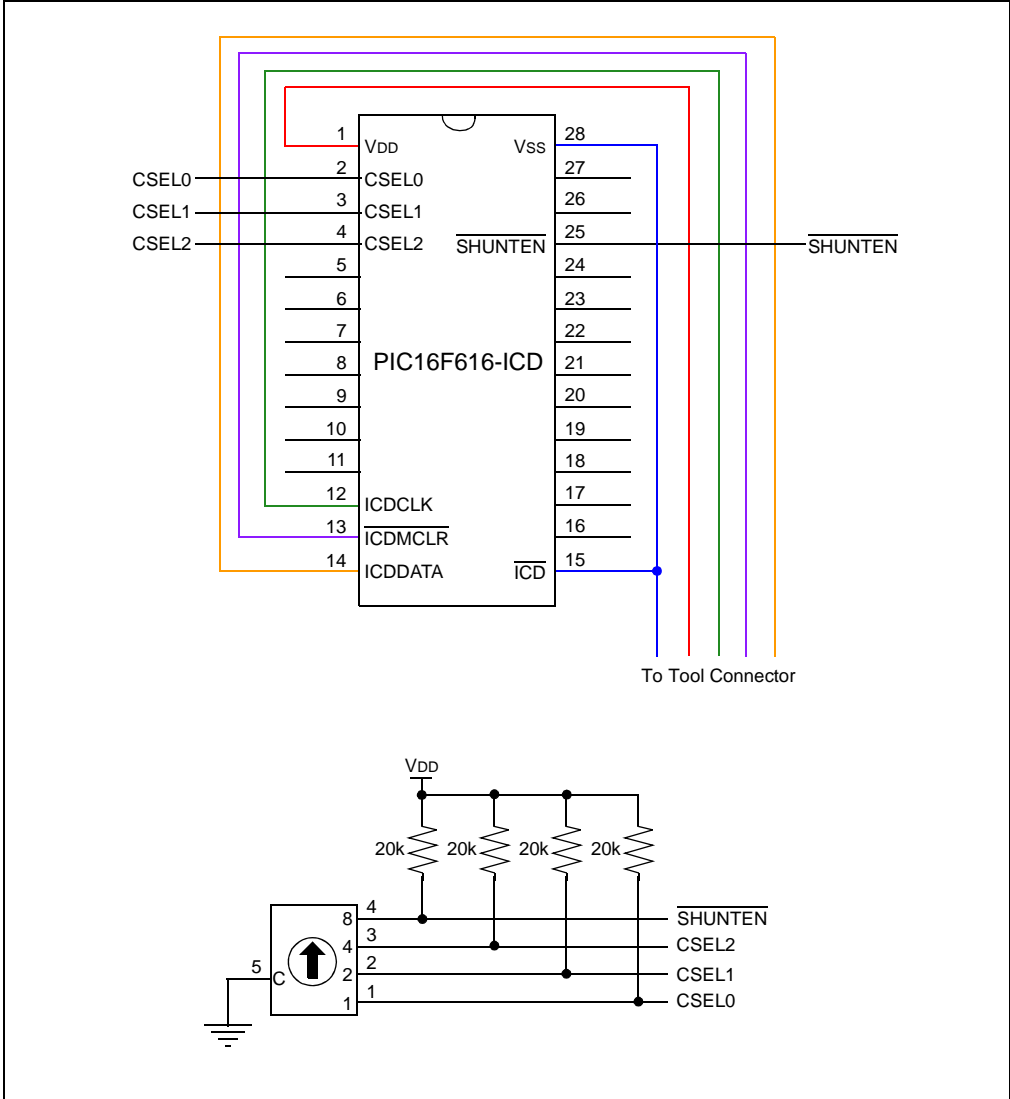 1 VDD VSS 28
CSEL0 2 CSEL0 27
CSEL1 3 CSEL1 26
CSEL2 4 CSEL2 SHUNTEN 25 SHUNTEN
5 24
6 23
7 22
8 PIC16F616-ICD 21
9 20
10 19
11 18
12 ICDCLK 17
13 ICDMCLR 16
14 ICDDATA ICD 15
To Tool Connector
VDD
20k 20k 20k 20k
8 4 SHUNTEN
4 3 CSEL2
5 C 2 2 CSEL1
1 1 CSEL0